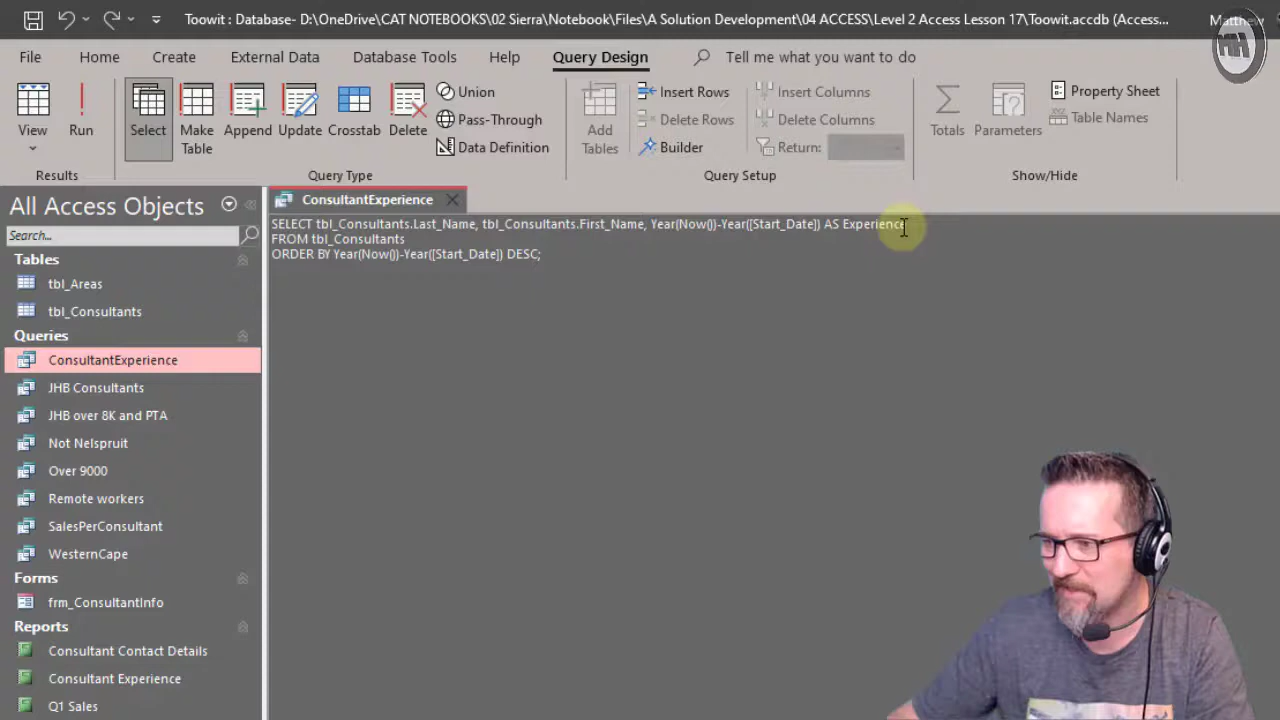 Toowit : Database- D:\OneDrive\CAT NOTEBOOKS\02 Sierra\Notebook\Files\A Solution Development\04 ACCESS\Level 2 Access Lesson 17\Toowit.accdb (Access...
Matthew
MH
File Home Create External Data Database Tools Help Query Design Tell me what you want to do
View
Run
Results
Select
Make Table
Append
Update
Crosstab
Delete
Union
Pass-Through
Data Definition
Query Type
Add Tables
Insert Rows
Delete Rows
Builder
Insert Columns
Delete Columns
Return:
Query Setup
Totals
Parameters
Property Sheet
Table Names
Show/Hide
All Access Objects
Search...
Tables
tbl_Areas
tbl_Consultants
Queries
ConsultantExperience
JHB Consultants
JHB over 8K and PTA
Not Nelspruit
Over 9000
Remote workers
SalesPerConsultant
WesternCape
Forms
frm_ConsultantInfo
Reports
Consultant Contact Details
Consultant Experience
Q1 Sales
ConsultantExperience
SELECT tbl_Consultants.Last_Name, tbl_Consultants.First_Name, Year(Now())-Year([Start_Date]) AS Experience
FROM tbl_Consultants
ORDER BY Year(Now())-Year([Start_Date]) DESC;